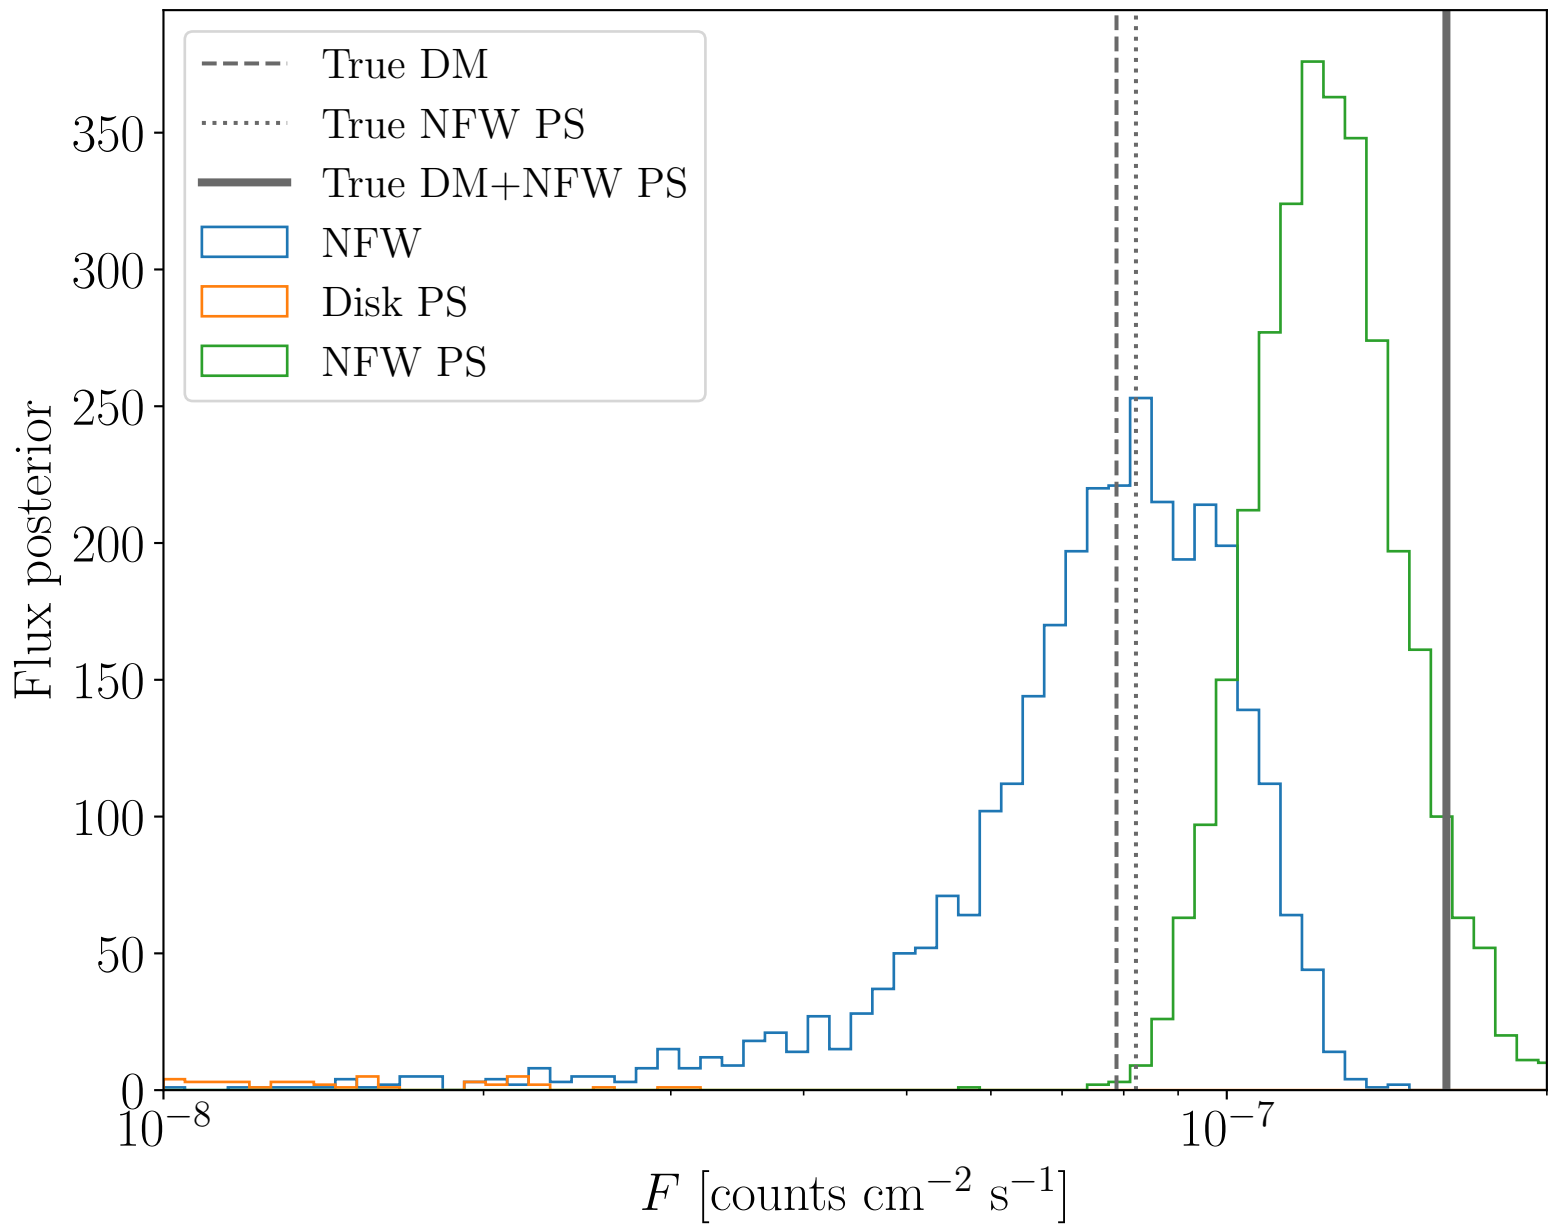 True DM
True NFW PS
True DM+NFW PS
NFW
Disk PS
NFW PS
350
300
250
200
150
100
50
0
Flux posterior
10⁻⁸
10⁻⁷
F [counts cm⁻² s⁻¹]